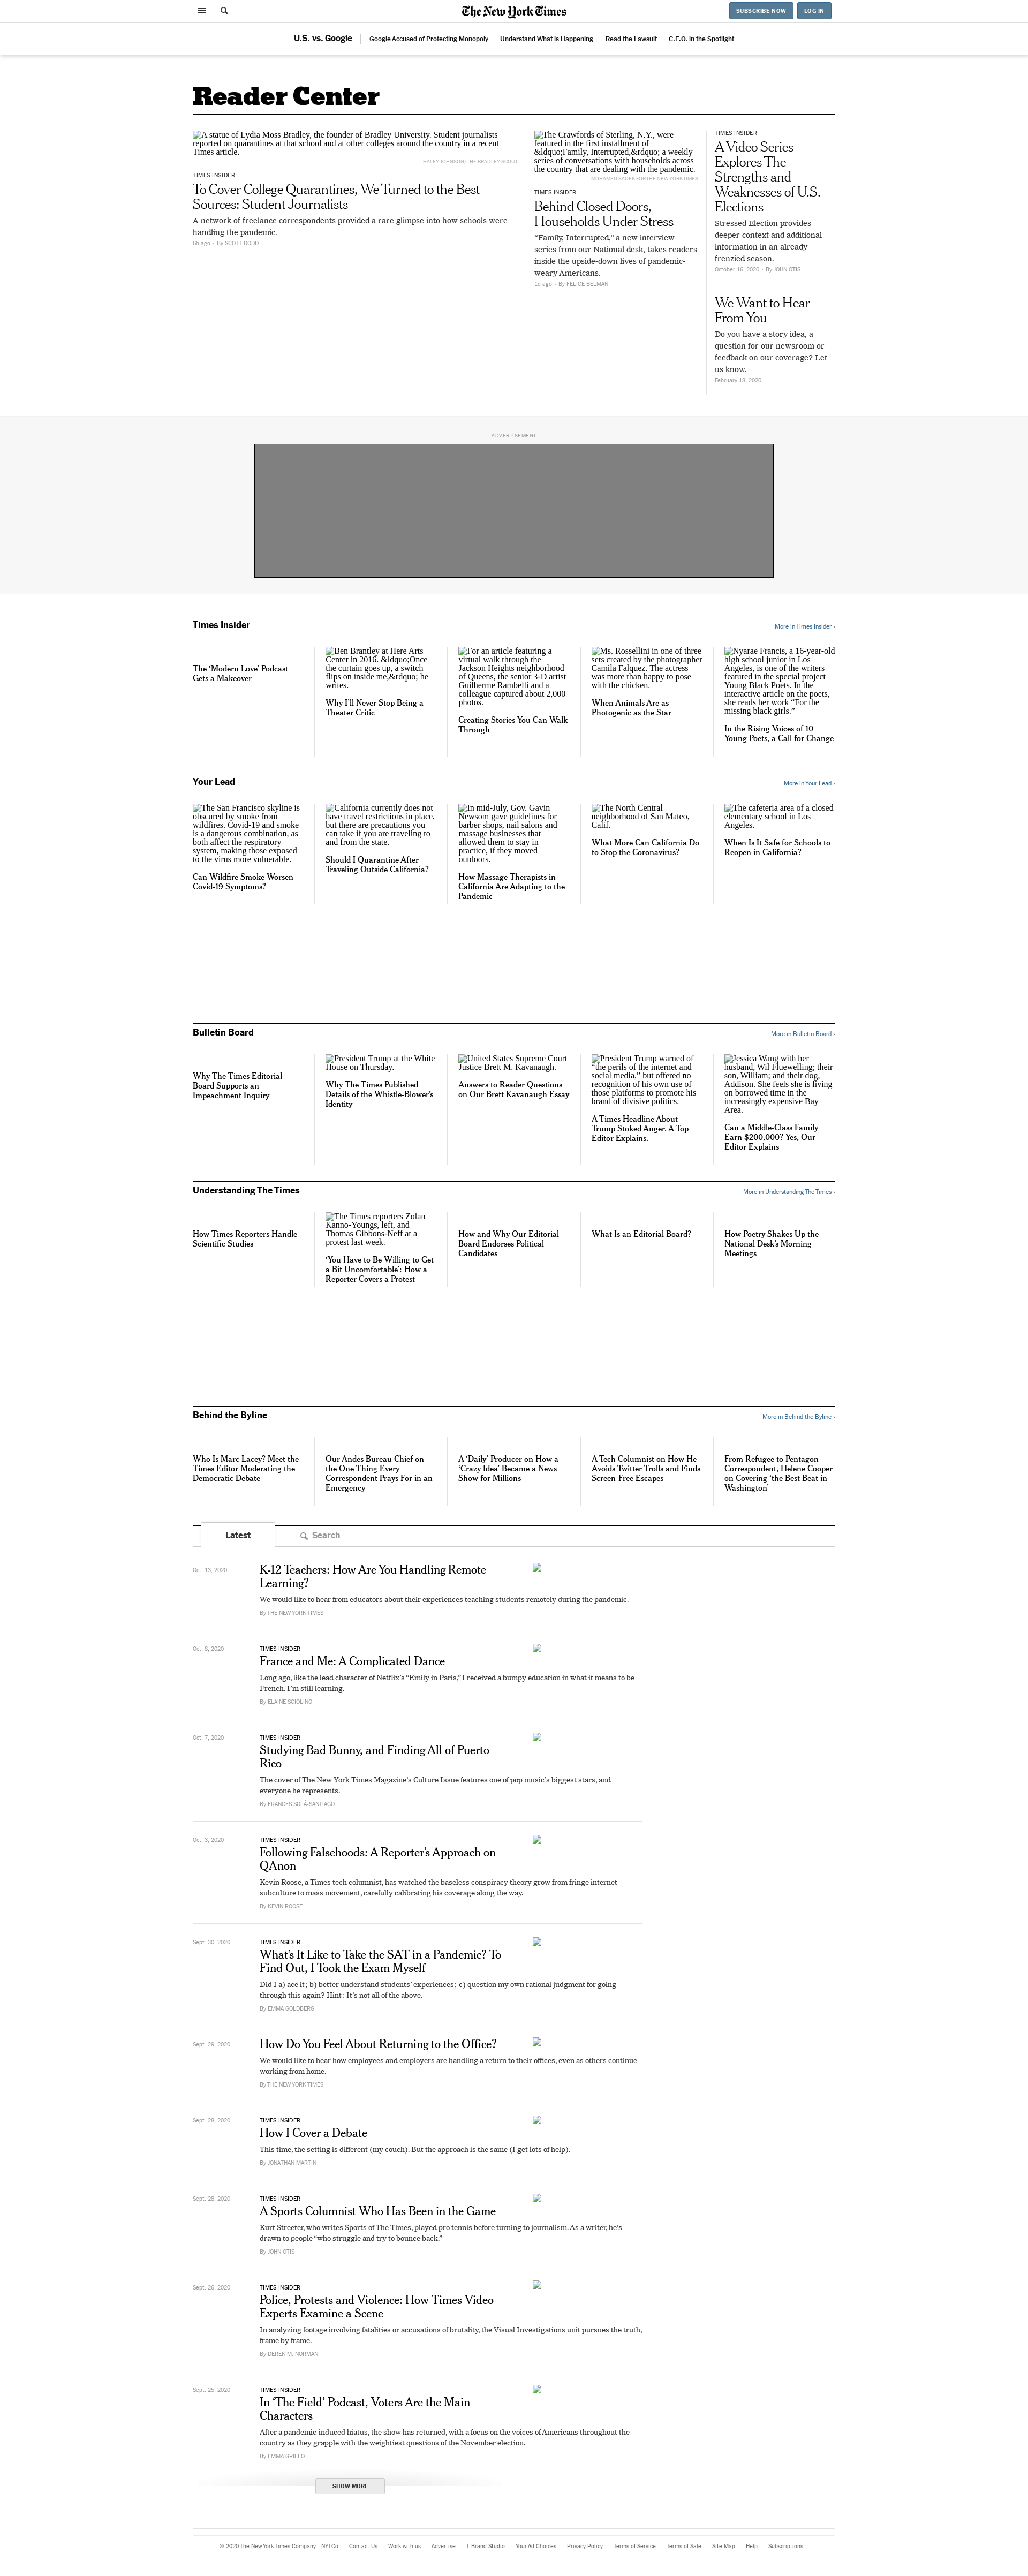 The New York Times
SUBSCRIBE NOW
LOG IN
U.S. vs. Google
Google Accused of Protecting Monopoly
Understand What is Happening
Read the Lawsuit
C.E.O. in the Spotlight
Reader Center
A statue of Lydia Moss Bradley, the founder of Bradley University. Student journalists
reported on quarantines at that school and at other colleges around the country in a recent
Times article.
HALEY JOHNSON/THE BRADLEY SCOUT
TIMES INSIDER
To Cover College Quarantines, We Turned to the Best
Sources: Student Journalists
A network of freelance correspondents provided a rare glimpse into how schools were
handling the pandemic.
6h ago • By SCOTT DODD
The Crawfords of Sterling, N.Y., were
featured in the first installment of
&ldquo;Family, Interrupted,&rdquo; a weekly
series of conversations with households across
the country that are dealing with the pandemic.
MOHAMED SADEK FOR THE NEW YORK TIMES
TIMES INSIDER
Behind Closed Doors,
Households Under Stress
“Family, Interrupted,” a new interview
series from our National desk, takes readers
inside the upside-down lives of pandemic-
weary Americans.
1d ago • By FELICE BELMAN
TIMES INSIDER
A Video Series
Explores The
Strengths and
Weaknesses of U.S.
Elections
Stressed Election provides
deeper context and additional
information in an already
frenzied season.
October 16, 2020 • By JOHN OTIS
We Want to Hear
From You
Do you have a story idea, a
question for our newsroom or
feedback on our coverage? Let
us know.
February 18, 2020
ADVERTISEMENT
Times Insider
More in Times Insider ›
The ‘Modern Love’ Podcast
Gets a Makeover
Ben Brantley at Here Arts
Center in 2016. &ldquo;Once
the curtain goes up, a switch
flips on inside me,&rdquo; he
writes.
Why I’ll Never Stop Being a
Theater Critic
For an article featuring a
virtual walk through the
Jackson Heights neighborhood
of Queens, the senior 3-D artist
Guilherme Rambelli and a
colleague captured about 2,000
photos.
Creating Stories You Can Walk
Through
Ms. Rossellini in one of three
sets created by the photographer
Camila Falquez. The actress
was more than happy to pose
with the chicken.
When Animals Are as
Photogenic as the Star
Nyarae Francis, a 16-year-old
high school junior in Los
Angeles, is one of the writers
featured in the special project
Young Black Poets. In the
interactive article on the poets,
she reads her work “For the
missing black girls.”
In the Rising Voices of 10
Young Poets, a Call for Change
Your Lead
More in Your Lead ›
The San Francisco skyline is
obscured by smoke from
wildfires. Covid-19 and smoke
is a dangerous combination, as
both affect the respiratory
system, making those exposed
to the virus more vulnerable.
Can Wildfire Smoke Worsen
Covid-19 Symptoms?
California currently does not
have travel restrictions in place,
but there are precautions you
can take if you are traveling to
and from the state.
Should I Quarantine After
Traveling Outside California?
In mid-July, Gov. Gavin
Newsom gave guidelines for
barber shops, nail salons and
massage businesses that
allowed them to stay in
practice, if they moved
outdoors.
How Massage Therapists in
California Are Adapting to the
Pandemic
The North Central
neighborhood of San Mateo,
Calif.
What More Can California Do
to Stop the Coronavirus?
The cafeteria area of a closed
elementary school in Los
Angeles.
When Is It Safe for Schools to
Reopen in California?
Bulletin Board
More in Bulletin Board ›
Why The Times Editorial
Board Supports an
Impeachment Inquiry
President Trump at the White
House on Thursday.
Why The Times Published
Details of the Whistle-Blower’s
Identity
United States Supreme Court
Justice Brett M. Kavanaugh.
Answers to Reader Questions
on Our Brett Kavanaugh Essay
President Trump warned of
“the perils of the internet and
social media,” but offered no
recognition of his own use of
those platforms to promote his
brand of divisive politics.
A Times Headline About
Trump Stoked Anger. A Top
Editor Explains.
Jessica Wang with her
husband, Wil Fluewelling; their
son, William; and their dog,
Addison. She feels she is living
on borrowed time in the
increasingly expensive Bay
Area.
Can a Middle-Class Family
Earn $200,000? Yes, Our
Editor Explains
Understanding The Times
More in Understanding The Times ›
How Times Reporters Handle
Scientific Studies
The Times reporters Zolan
Kanno-Youngs, left, and
Thomas Gibbons-Neff at a
protest last week.
‘You Have to Be Willing to Get
a Bit Uncomfortable’: How a
Reporter Covers a Protest
How and Why Our Editorial
Board Endorses Political
Candidates
What Is an Editorial Board?
How Poetry Shakes Up the
National Desk’s Morning
Meetings
Behind the Byline
More in Behind the Byline ›
Who Is Marc Lacey? Meet the
Times Editor Moderating the
Democratic Debate
Our Andes Bureau Chief on
the One Thing Every
Correspondent Prays For in an
Emergency
A ‘Daily’ Producer on How a
‘Crazy Idea’ Became a News
Show for Millions
A Tech Columnist on How He
Avoids Twitter Trolls and Finds
Screen-Free Escapes
From Refugee to Pentagon
Correspondent, Helene Cooper
on Covering ‘the Best Beat in
Washington’
Latest
Search
Oct. 13, 2020
K-12 Teachers: How Are You Handling Remote
Learning?
We would like to hear from educators about their experiences teaching students remotely during the pandemic.
By THE NEW YORK TIMES
Oct. 8, 2020
TIMES INSIDER
France and Me: A Complicated Dance
Long ago, like the lead character of Netflix’s “Emily in Paris,” I received a bumpy education in what it means to be
French. I’m still learning.
By ELAINE SCIOLINO
Oct. 7, 2020
TIMES INSIDER
Studying Bad Bunny, and Finding All of Puerto
Rico
The cover of The New York Times Magazine’s Culture Issue features one of pop music’s biggest stars, and
everyone he represents.
By FRANCES SOLÁ-SANTIAGO
Oct. 3, 2020
TIMES INSIDER
Following Falsehoods: A Reporter’s Approach on
QAnon
Kevin Roose, a Times tech columnist, has watched the baseless conspiracy theory grow from fringe internet
subculture to mass movement, carefully calibrating his coverage along the way.
By KEVIN ROOSE
Sept. 30, 2020
TIMES INSIDER
What’s It Like to Take the SAT in a Pandemic? To
Find Out, I Took the Exam Myself
Did I a) ace it; b) better understand students’ experiences; c) question my own rational judgment for going
through this again? Hint: It’s not all of the above.
By EMMA GOLDBERG
Sept. 29, 2020
How Do You Feel About Returning to the Office?
We would like to hear how employees and employers are handling a return to their offices, even as others continue
working from home.
By THE NEW YORK TIMES
Sept. 28, 2020
TIMES INSIDER
How I Cover a Debate
This time, the setting is different (my couch). But the approach is the same (I get lots of help).
By JONATHAN MARTIN
Sept. 28, 2020
TIMES INSIDER
A Sports Columnist Who Has Been in the Game
Kurt Streeter, who writes Sports of The Times, played pro tennis before turning to journalism. As a writer, he’s
drawn to people “who struggle and try to bounce back.”
By JOHN OTIS
Sept. 26, 2020
TIMES INSIDER
Police, Protests and Violence: How Times Video
Experts Examine a Scene
In analyzing footage involving fatalities or accusations of brutality, the Visual Investigations unit pursues the truth,
frame by frame.
By DEREK M. NORMAN
Sept. 25, 2020
TIMES INSIDER
In ‘The Field’ Podcast, Voters Are the Main
Characters
After a pandemic-induced hiatus, the show has returned, with a focus on the voices of Americans throughout the
country as they grapple with the weightiest questions of the November election.
By EMMA GRILLO
SHOW MORE
© 2020 The New York Times Company
NYTCo
Contact Us
Work with us
Advertise
T Brand Studio
Your Ad Choices
Privacy Policy
Terms of Service
Terms of Sale
Site Map
Help
Subscriptions